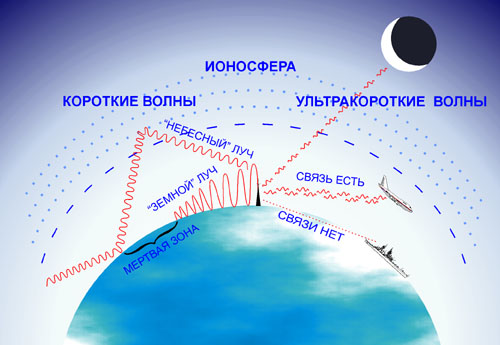 ИОНОСФЕРА
КОРОТКИЕ ВОЛНЫ
УЛЬТРАКОРОТКИЕ ВОЛНЫ
"НЕБЕСНЫЙ" ЛУЧ
"ЗЕМНОЙ" ЛУЧ
СВЯЗЬ ЕСТЬ
СВЯЗИ НЕТ
МЕРТВАЯ ЗОНА